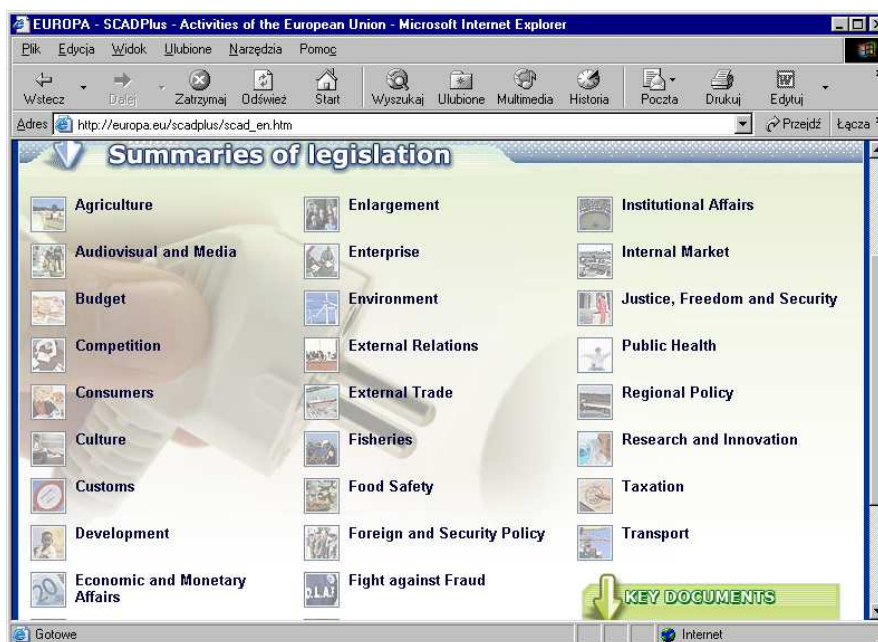 EUROPA - SCADPlus - Activities of the European Union - Microsoft Internet Explorer
Plik Edycja Widok Ulubione Narzędzia Pomoc
Wstecz Dalej Zatrzymaj Odśwież Start Wyszukaj Ulubione Multimedia Historia Poczta Drukuj Edytuj
Adres http://europa.eu/scadplus/scad_en.htm Przejdź Łącza
Summaries of legislation
Agriculture
Audiovisual and Media
Budget
Competition
Consumers
Culture
Customs
Development
Economic and Monetary
Affairs
Enlargement
Enterprise
Environment
External Relations
External Trade
Fisheries
Food Safety
Foreign and Security Policy
Fight against Fraud
O.L.A.F
Institutional Affairs
Internal Market
Justice, Freedom and Security
Public Health
Regional Policy
Research and Innovation
Taxation
Transport
KEY DOCUMENTS
Gotowe Internet